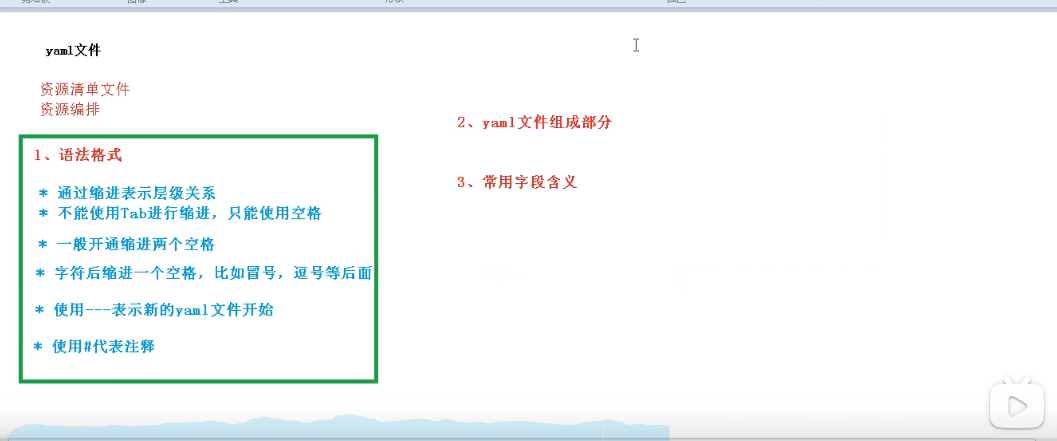 yaml文件
资源清单文件
资源编排
1、语法格式
* 通过缩进表示层级关系
* 不能使用Tab进行缩进，只能使用空格
* 一般开通缩进两个空格
* 字符后缩进一个空格，比如冒号，逗号等后面
* 使用---表示新的yaml文件开始
* 使用#代表注释
2、yaml文件组成部分
3、常用字段含义